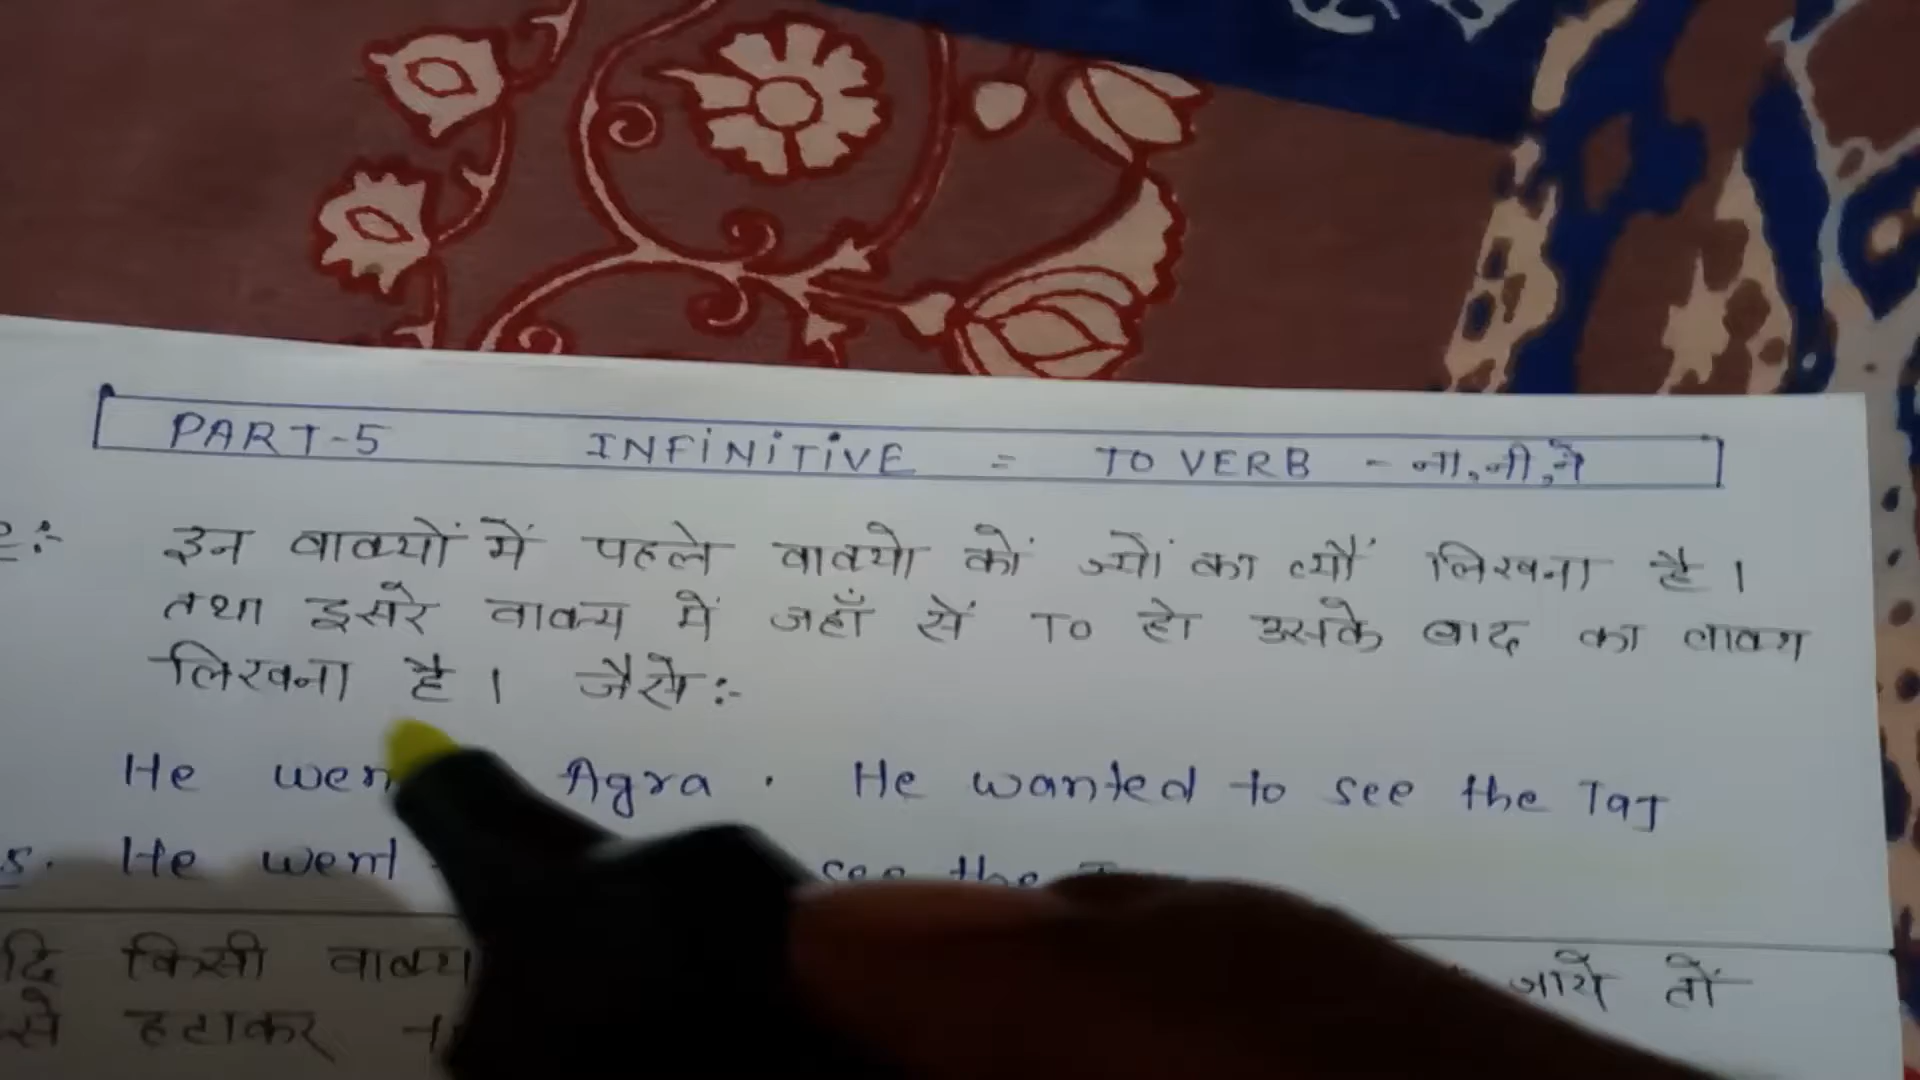 PART-5 INFiNiTiVE = TO VERB - ना, नी, ने
इन वाक्यों में पहले वाक्यो कों ज्यों का त्यौं लिखना है ।
तथा दुसरे वाक्य में जहाँ सें TO हो उसके बाद का वाक्य
लिखना है । जैसे :-
He Agra . He wanted to see the Taj
s. He went see the
किसी वाक्य जाये तों
से हटाकर